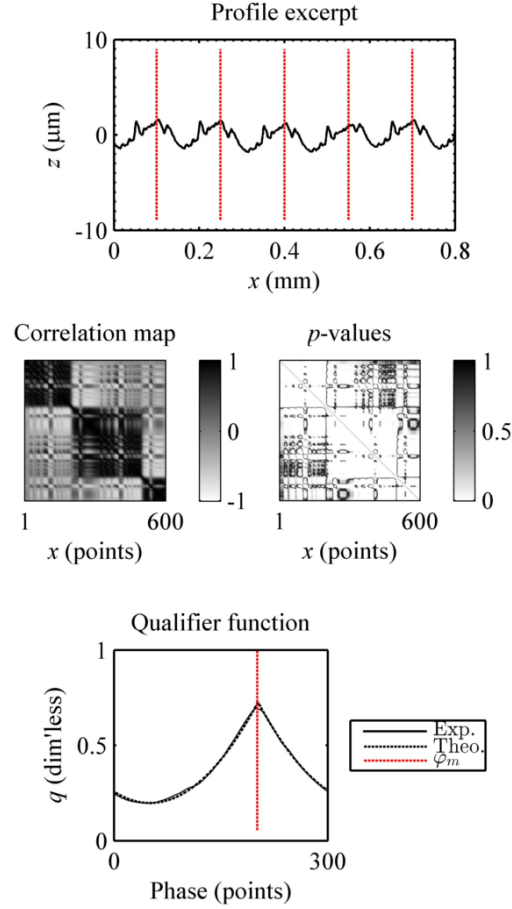 Profile excerpt
10
0
-10
z (μm)
0 0.2 0.4 0.6 0.8
x (mm)
Correlation map
1
0
-1
1 600
x (points)
p-values
1
0.5
0
1 600
x (points)
Qualifier function
1
0.5
0
q (dim'less)
0 300
Phase (points)
Exp.
Theo.
φm